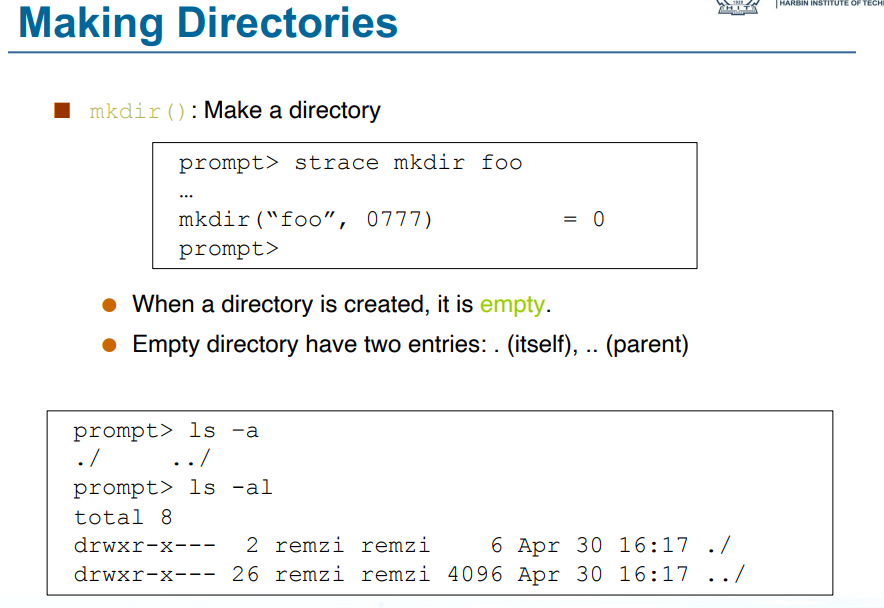 HARBIN INSTITUTE OF TECH
Making Directories
mkdir(): Make a directory
prompt> strace mkdir foo
…
mkdir(“foo”, 0777) = 0
prompt>
When a directory is created, it is empty.
Empty directory have two entries: . (itself), .. (parent)
prompt> ls –a
./ ../
prompt> ls -al
total 8
drwxr-x--- 2 remzi remzi 6 Apr 30 16:17 ./
drwxr-x--- 26 remzi remzi 4096 Apr 30 16:17 ../